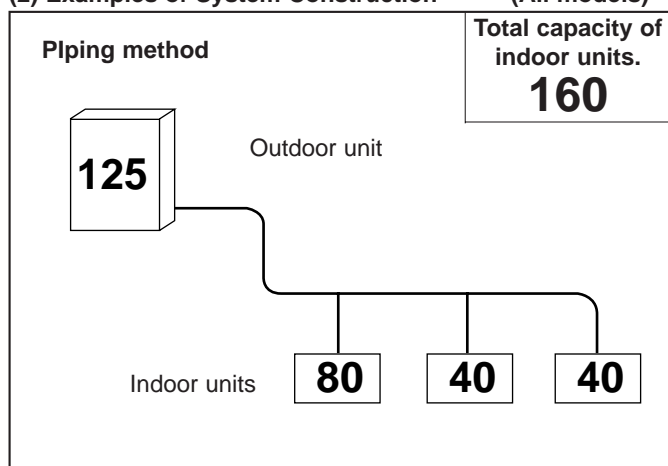 (2) Examples of System Construction (All models)
PIping method
Total capacity of
indoor units.
160
Outdoor unit
125
Indoor units
80 40 40